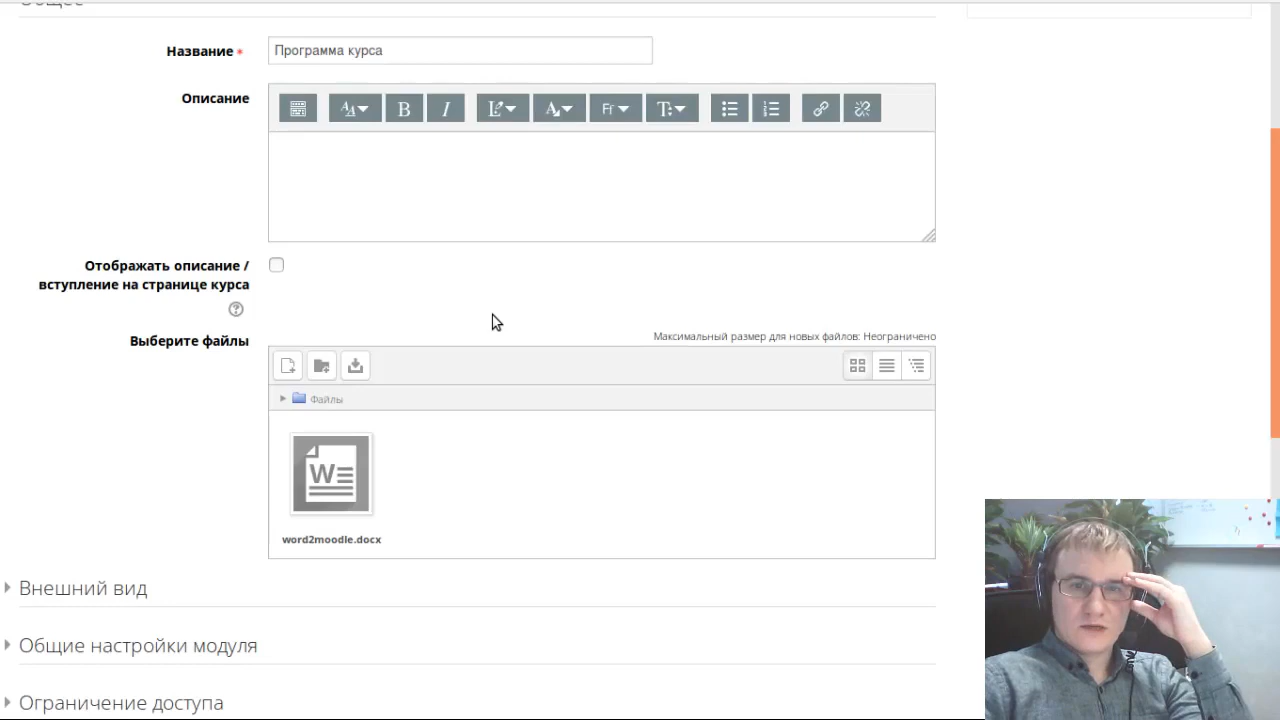 Общее
Название *
Программа курса
Описание
Отображать описание /
вступление на странице курса
Выберите файлы
Максимальный размер для новых файлов: Неограничено
Файлы
word2moodle.docx
Внешний вид
Общие настройки модуля
Ограничение доступа